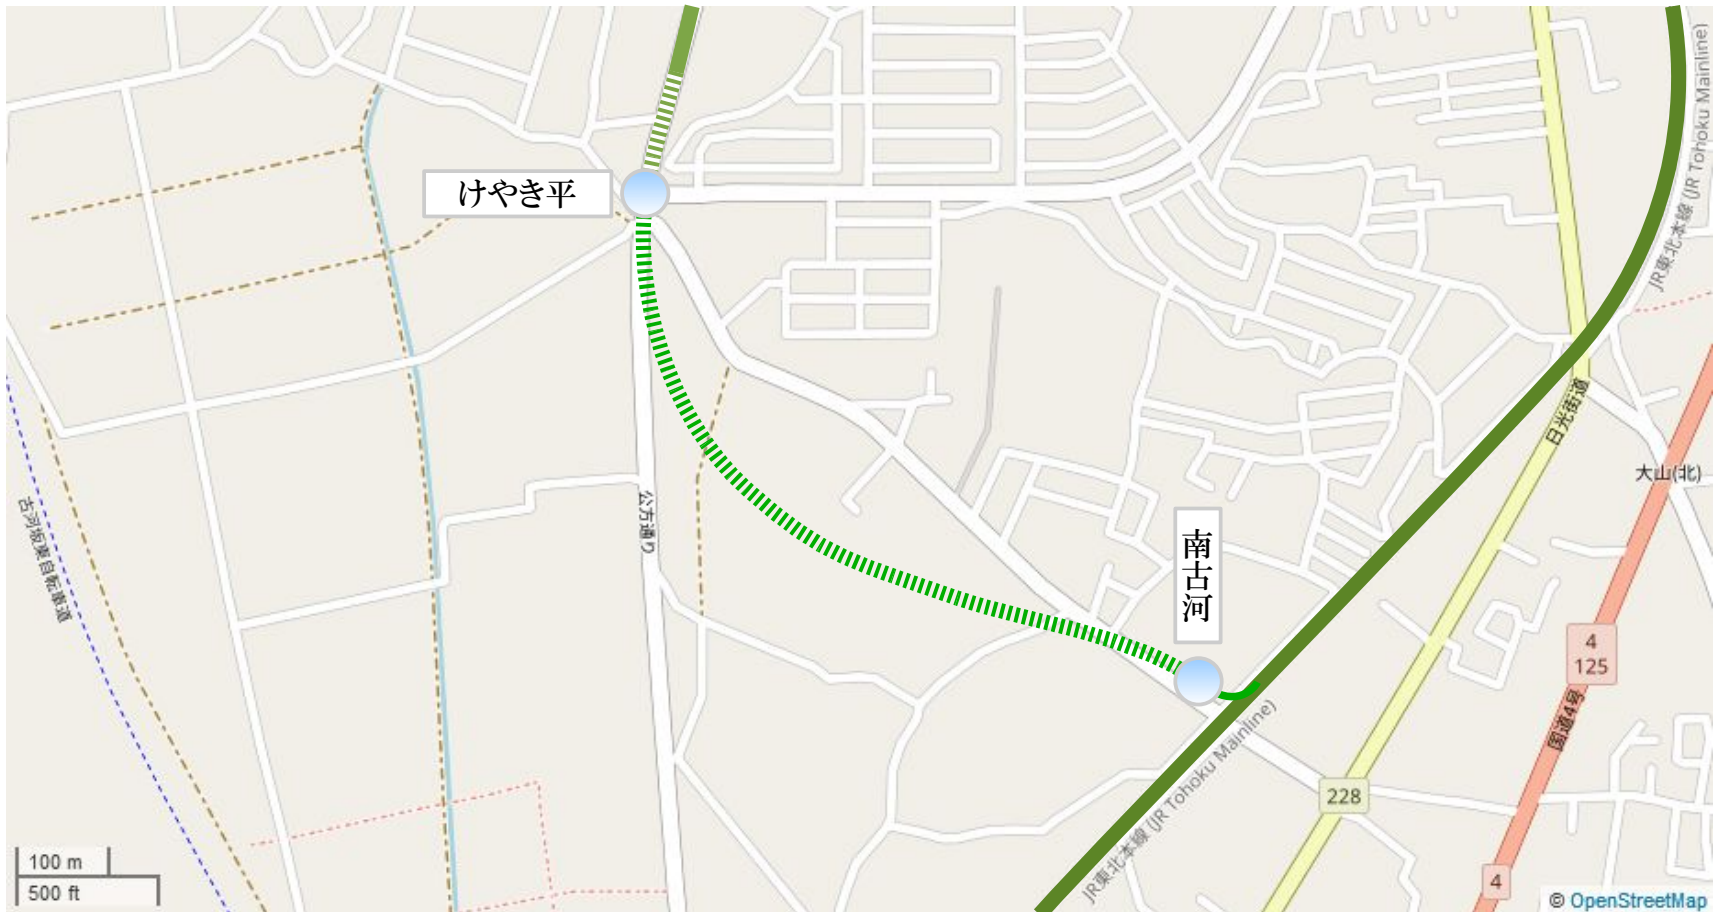 けやき平
JR東北本線 (JR Tohoku Mainline)
日光街道
大山(北)
公方通り
古河坂東自転車道
南古河
4
125
国道4号
JR東北本線 (JR Tohoku Mainline)
228
4
100 m
500 ft
© OpenStreetMap